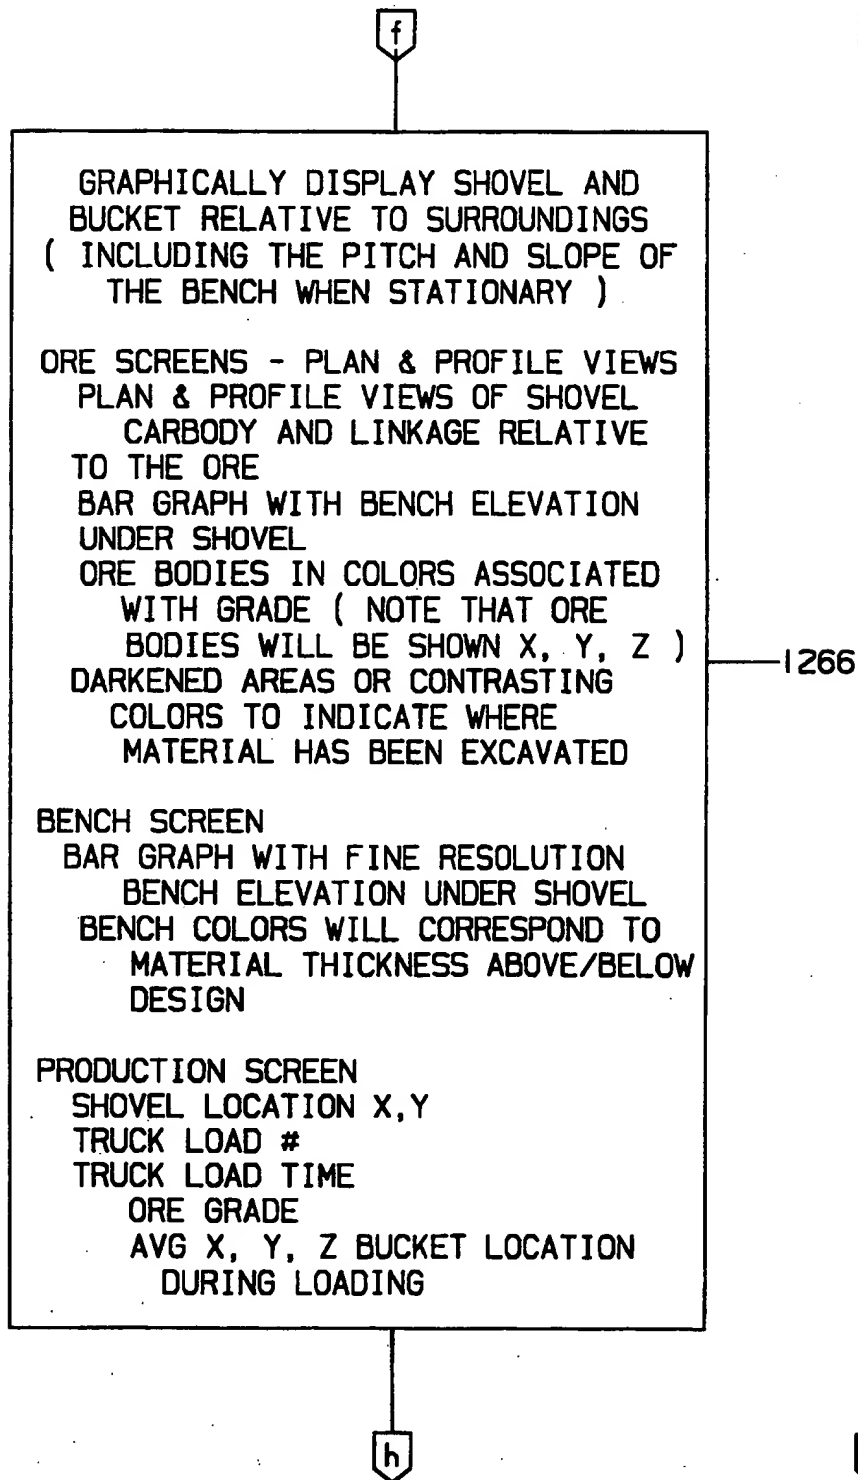 f
GRAPHICALLY DISPLAY SHOVEL AND
BUCKET RELATIVE TO SURROUNDINGS
( INCLUDING THE PITCH AND SLOPE OF
THE BENCH WHEN STATIONARY )
ORE SCREENS - PLAN & PROFILE VIEWS
PLAN & PROFILE VIEWS OF SHOVEL
CARBODY AND LINKAGE RELATIVE
TO THE ORE
BAR GRAPH WITH BENCH ELEVATION
UNDER SHOVEL
ORE BODIES IN COLORS ASSOCIATED
WITH GRADE ( NOTE THAT ORE
BODIES WILL BE SHOWN X, Y, Z )
DARKENED AREAS OR CONTRASTING
COLORS TO INDICATE WHERE
MATERIAL HAS BEEN EXCAVATED
1266
BENCH SCREEN
BAR GRAPH WITH FINE RESOLUTION
BENCH ELEVATION UNDER SHOVEL
BENCH COLORS WILL CORRESPOND TO
MATERIAL THICKNESS ABOVE/BELOW
DESIGN
PRODUCTION SCREEN
SHOVEL LOCATION X,Y
TRUCK LOAD #
TRUCK LOAD TIME
ORE GRADE
AVG X, Y, Z BUCKET LOCATION
DURING LOADING
h